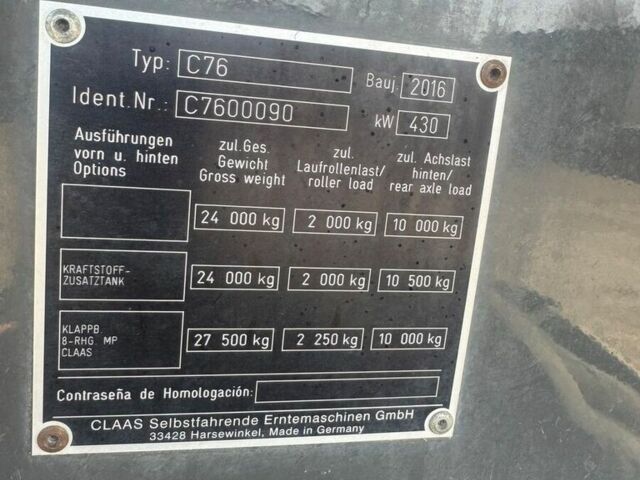 Typ: C76 Bauj. 2016
Ident.Nr.: C7600090 kW 430
Ausführungen
vorn u. hinten
Options
zul.Ges.
Gewicht
Gross weight
zul.
Laufrollenlast/
roller load
zul. Achslast
hinten/
rear axle load
24 000 kg 2 000 kg 10 000 kg
KRAFTSTOFF-
ZUSATZTANK
24 000 kg 2 000 kg 10 500 kg
KLAPPB.
8-RHG MP
CLAAS
27 500 kg 2 250 kg 10 000 kg
Contraseña de Homologación:
CLAAS Selbstfahrende Erntemaschinen GmbH
33428 Harsewinkel, Made in Germany